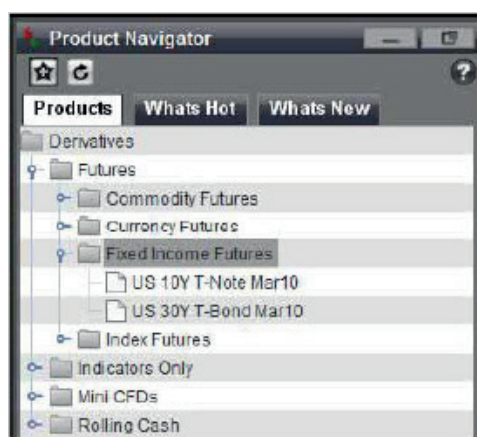 Product Navigator
?
Products Whats Hot Whats New
Derivatives
Futures
Commodity Futures
Currency Futures
Fixed Income Futures
US 10Y T-Note Mar10
US 30Y T-Bond Mar10
Index Futures
Indicators Only
Mini CFDs
Rolling Cash